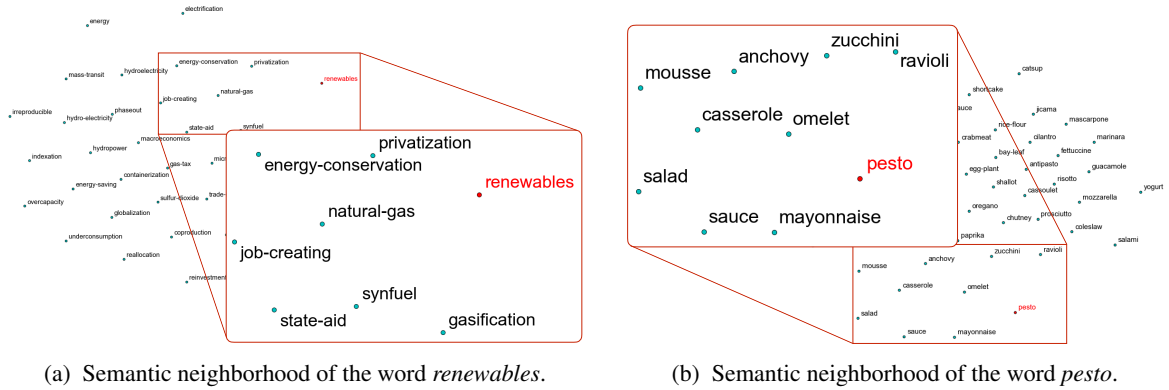 electrification
energy
energy-conservation
privatization
hydroelectricity
mass-transit
renewables
natural-gas
job-creating
phaseout
irreproducible
hydro-electricity
state-aid
synfuel
macroeconomics
hydropower
indexation
gas-tax
containerization
energy-saving
sulfur-dioxide
trade-
overcapacity
globalization
coproduction
underconsumption
reallocation
reinvestment
privatization
energy-conservation
renewables
natural-gas
job-creating
synfuel
state-aid
gasification
(a) Semantic neighborhood of the word renewables.
zucchini
anchovy
ravioli
mousse
casserole
omelet
pesto
salad
sauce
mayonnaise
catsup
shortcake
sauce
jicama
mascarpone
rice-flour
crabmeat
cilantro
marinara
bay-leaf
fettuccine
egg-plant
antipasto
guacamole
shallot
risotto
cassoulet
yogurt
mozzarella
oregano
chutney
prosciutto
coleslaw
paprika
salami
zucchini
ravioli
anchovy
mousse
casserole
omelet
pesto
salad
sauce
mayonnaise
(b) Semantic neighborhood of the word pesto.